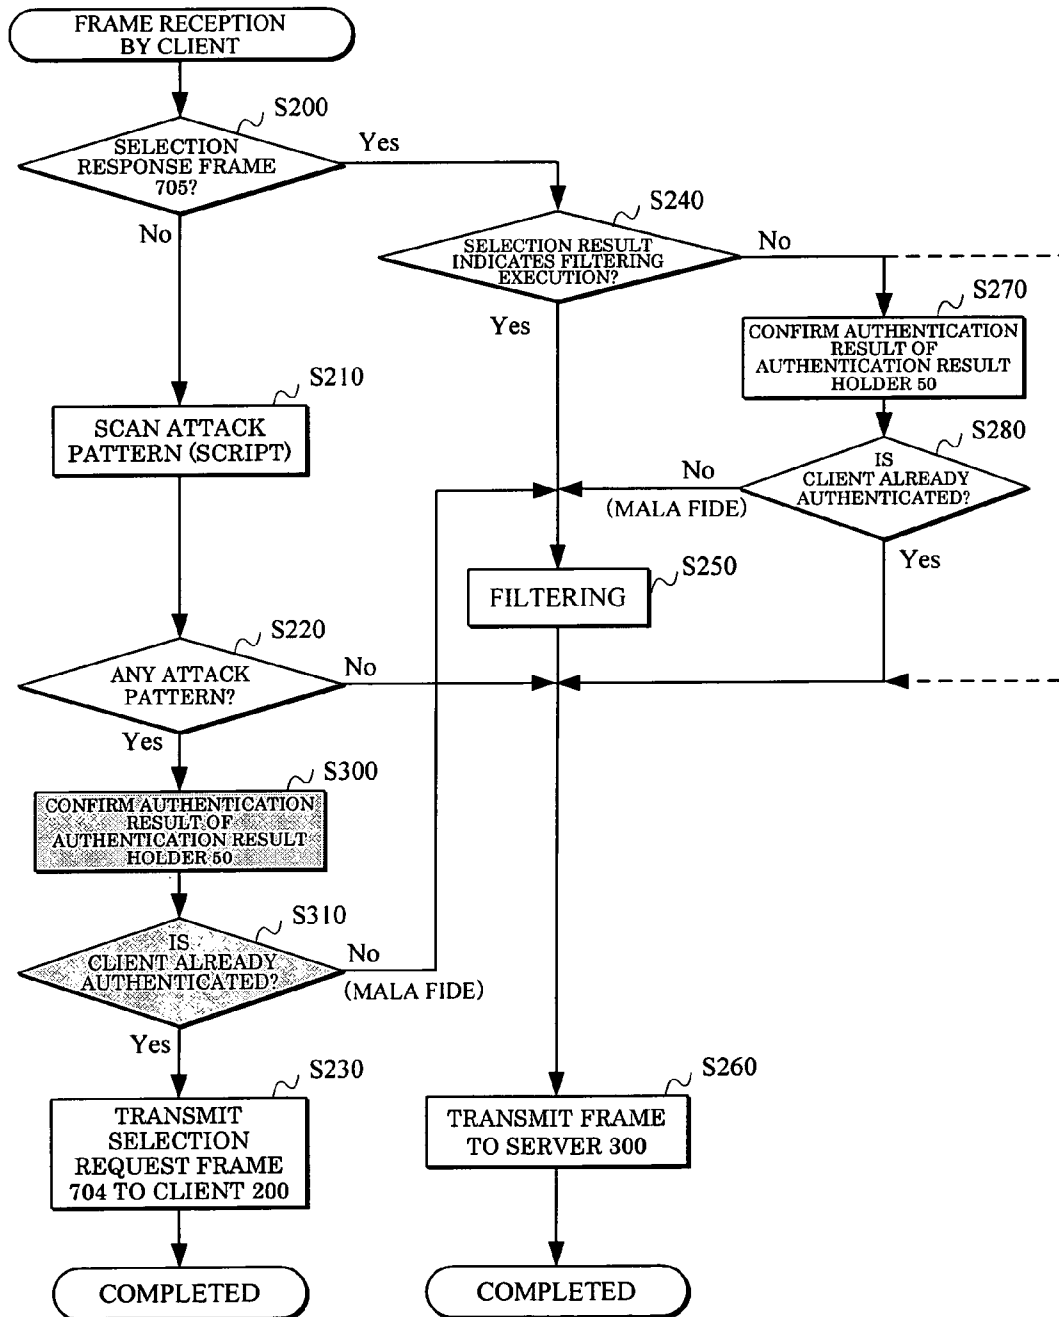 FRAME RECEPTION
BY CLIENT
S200
SELECTION
RESPONSE FRAME
705?
Yes
No
S240
SELECTION RESULT
INDICATES FILTERING
EXECUTION?
No
Yes
S270
CONFIRM AUTHENTICATION
RESULT OF
AUTHENTICATION RESULT
HOLDER 50
S210
SCAN ATTACK
PATTERN (SCRIPT)
S280
IS
CLIENT ALREADY
AUTHENTICATED?
No
(MALA FIDE)
Yes
S250
FILTERING
S220
ANY ATTACK
PATTERN?
No
Yes
S300
CONFIRM AUTHENTICATION
RESULT OF
AUTHENTICATION RESULT
HOLDER 50
S310
IS
CLIENT ALREADY
AUTHENTICATED?
No
(MALA FIDE)
Yes
S230
TRANSMIT
SELECTION
REQUEST FRAME
704 TO CLIENT 200
S260
TRANSMIT FRAME
TO SERVER 300
COMPLETED
COMPLETED